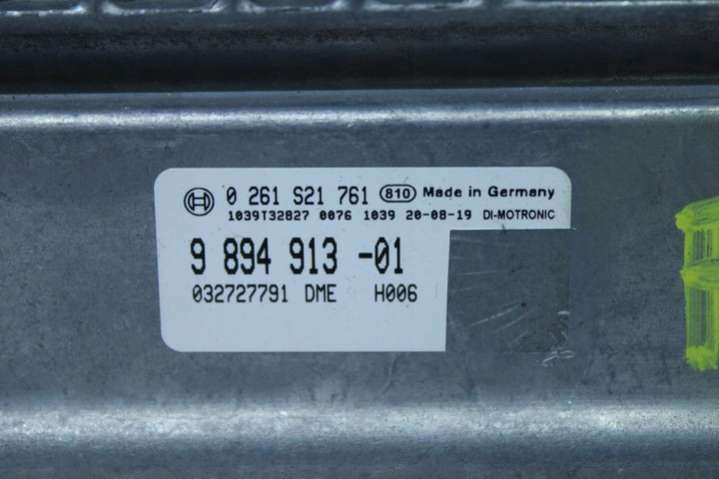 0 261 S21 761 810 Made in Germany
1039T32827 0076 1039 20-08-19 DI-MOTRONIC
9 894 913 -01
032727791 DME H006